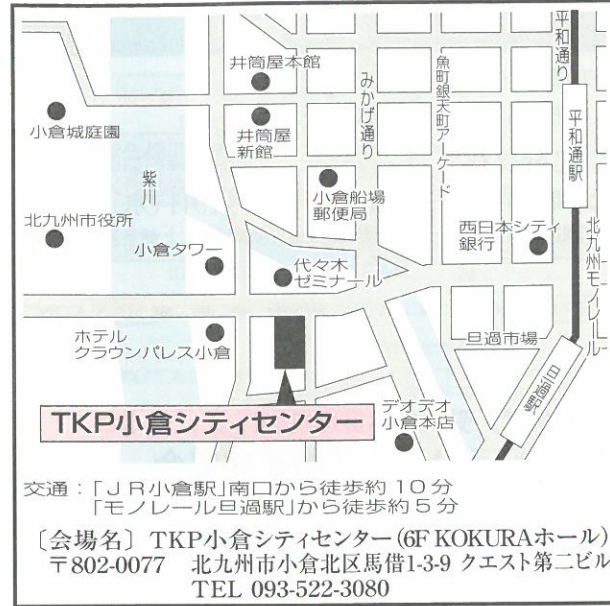 平和通り
井筒屋本館
みかげ通り
魚町銀天町アーケード
小倉城庭園
井筒屋
新館
平和通駅
紫川
小倉船場
郵便局
北九州市役所
西日本シティ
銀行
北九州モノレール
小倉タワー
代々木
ゼミナール
ホテル
クラウンパレス小倉
旦過市場
旦過駅
TKP小倉シティセンター
デオデオ
小倉本店
交通：「ＪＲ小倉駅」南口から徒歩約10分
「モノレール旦過駅」から徒歩約5分
〔会場名〕TKP小倉シティセンター(6F KOKURAホール)
〒802-0077　北九州市小倉北区馬借1-3-9 クエスト第二ビル
TEL 093-522-3080